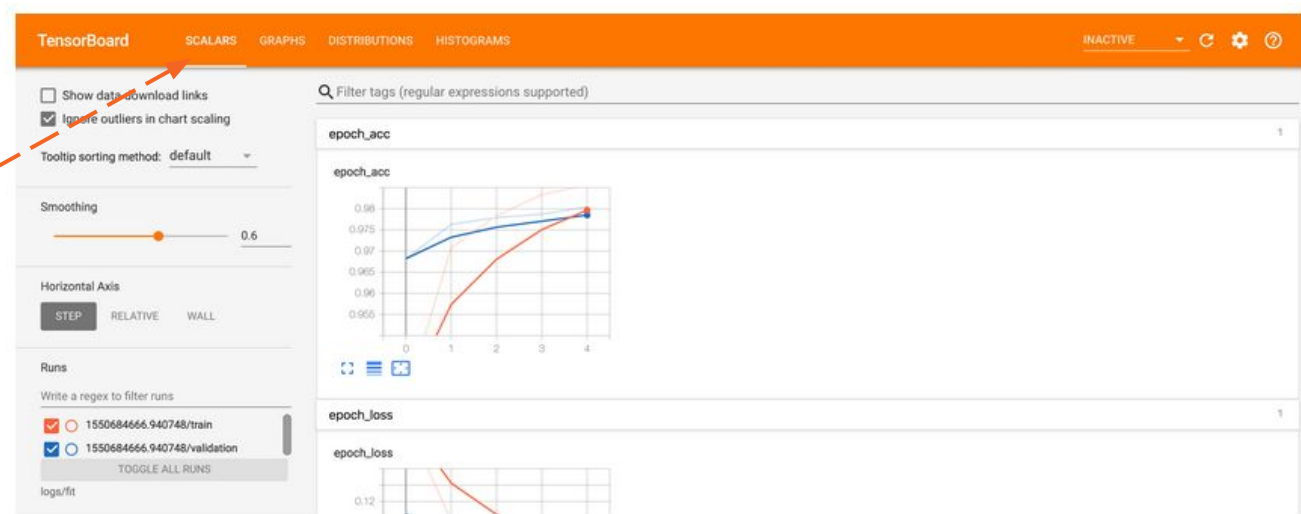 TensorBoard SCALARS GRAPHS DISTRIBUTIONS HISTOGRAMS INACTIVE
Show data download links
Ignore outliers in chart scaling
Tooltip sorting method: default
Smoothing
0.6
Horizontal Axis
STEP RELATIVE WALL
Runs
Write a regex to filter runs
1550684666.940748/train
1550684666.940748/validation
TOGGLE ALL RUNS
logs/fit
Filter tags (regular expressions supported)
epoch_acc 1
epoch_acc
0.98
0.975
0.97
0.965
0.96
0.955
0 1 2 3 4
epoch_loss 1
epoch_loss
0.12